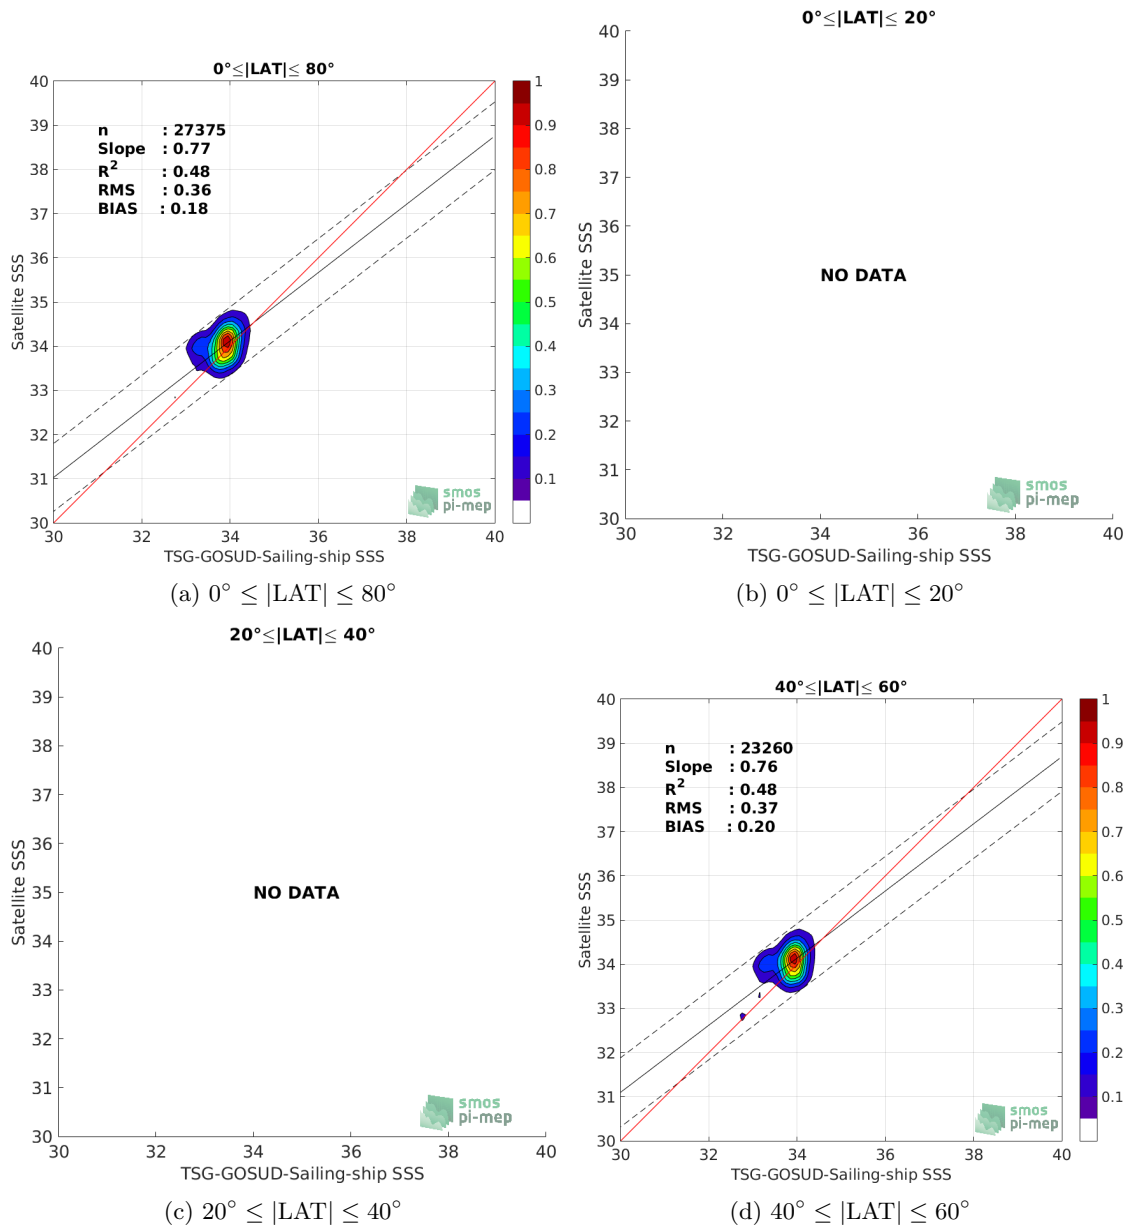 0°≤|LAT|≤ 80°
40
39
38
37
36
35
34
33
32
31
30
n : 27375
Slope : 0.77
R² : 0.48
RMS : 0.36
BIAS : 0.18
Satellite SSS
smos
pi-mep
30 32 34 36 38 40
TSG-GOSUD-Sailing-ship SSS
1
0.9
0.8
0.7
0.6
0.5
0.4
0.3
0.2
0.1
(a) 0° ≤ |LAT| ≤ 80°
0°≤|LAT|≤ 20°
40
39
38
37
36
35
34
33
32
31
30
Satellite SSS
NO DATA
smos
pi-mep
30 32 34 36 38 40
TSG-GOSUD-Sailing-ship SSS
(b) 0° ≤ |LAT| ≤ 20°
20°≤|LAT|≤ 40°
40
39
38
37
36
35
34
33
32
31
30
Satellite SSS
NO DATA
smos
pi-mep
30 32 34 36 38 40
TSG-GOSUD-Sailing-ship SSS
(c) 20° ≤ |LAT| ≤ 40°
40°≤|LAT|≤ 60°
40
39
38
37
36
35
34
33
32
31
30
n : 23260
Slope : 0.76
R² : 0.48
RMS : 0.37
BIAS : 0.20
Satellite SSS
smos
pi-mep
30 32 34 36 38 40
TSG-GOSUD-Sailing-ship SSS
1
0.9
0.8
0.7
0.6
0.5
0.4
0.3
0.2
0.1
(d) 40° ≤ |LAT| ≤ 60°